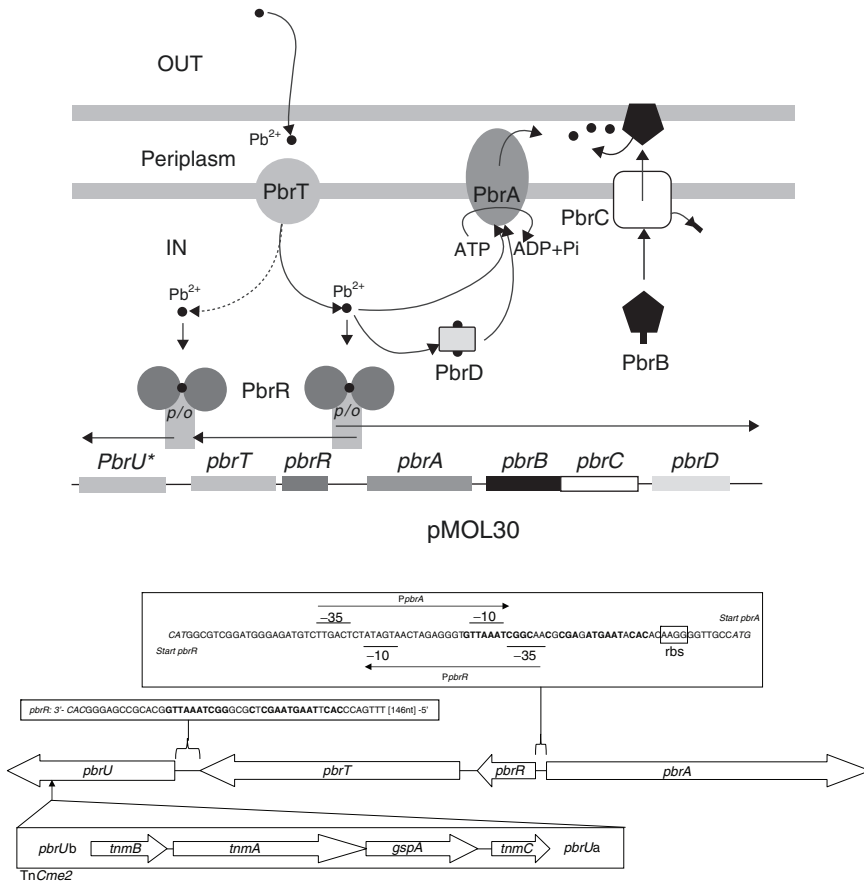 OUT
Pb2+
Periplasm
PbrT
PbrA
PbrC
IN
ATP
ADP+Pi
Pb2+
Pb2+
PbrD
PbrB
PbrR
p/o
p/o
PbrU*
pbrT
pbrR
pbrA
pbrB
pbrC
pbrD
pMOL30
PpbrA
−35
−10
Start pbrA
CATGGCGTCGGATGGGAGATGTCTTGACTCTATAGTAACTAGAGGGTGTTAAATCGGCAACGCGAGATGAATACACACAAGGGGTTGCCATG
Start pbrR
−10
−35
rbs
PpbrR
pbrR: 3'- CACGGGAGCCGCACGGTTAAATCGGGCGCTCGAATGAATTCACCCAGTTT [146nt] -5'
pbrU
pbrT
pbrR
pbrA
pbrUb
tnmB
tnmA
gspA
tnmC
pbrUa
TnCme2